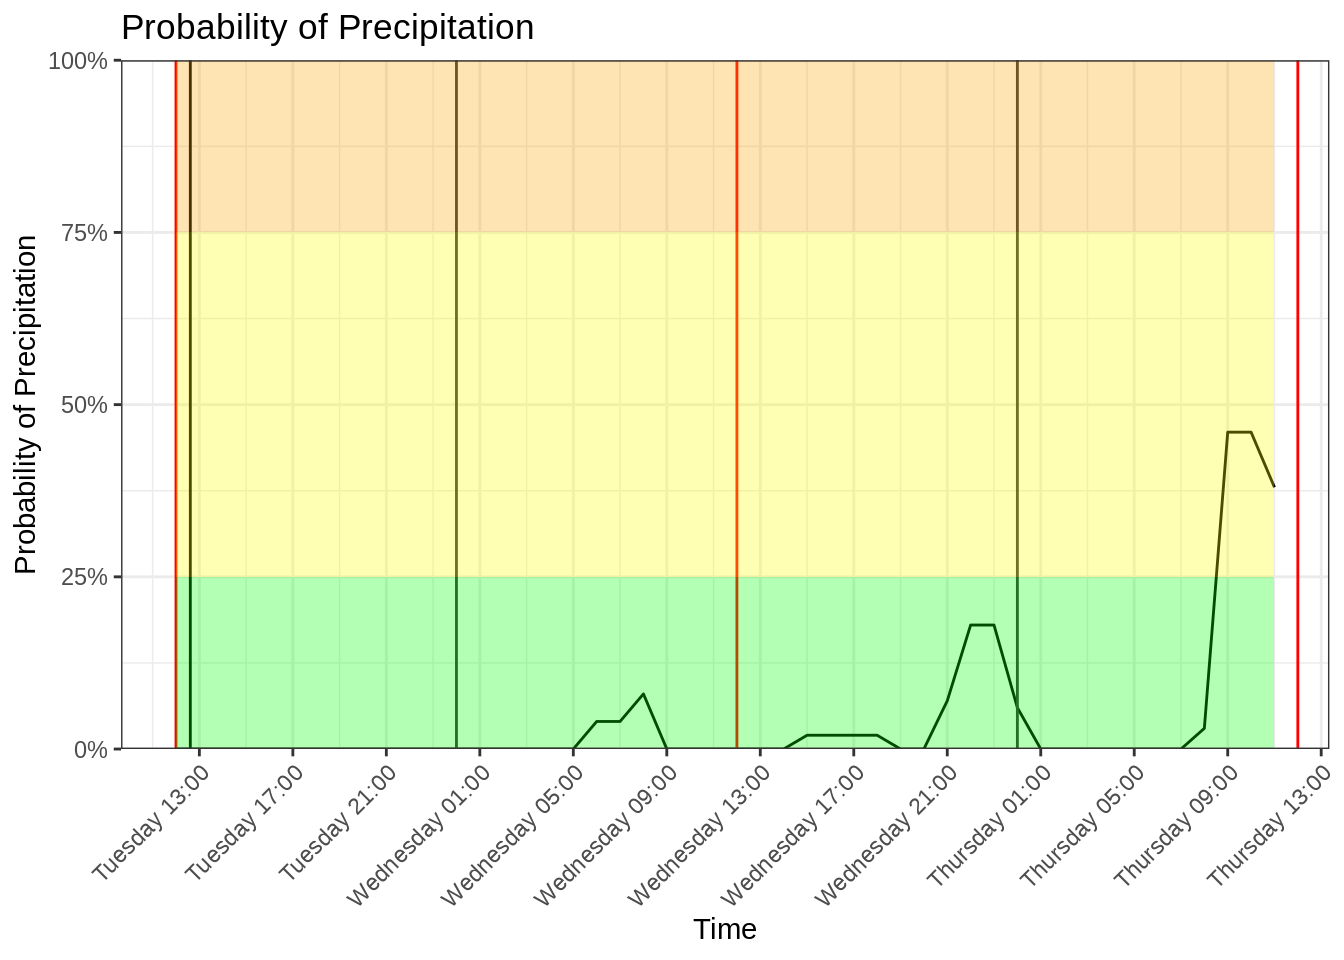 Probability of Precipitation
Probability of Precipitation
100%
75%
50%
25%
0%
Tuesday 13:00
Tuesday 17:00
Tuesday 21:00
Wednesday 01:00
Wednesday 05:00
Wednesday 09:00
Wednesday 13:00
Wednesday 17:00
Wednesday 21:00
Thursday 01:00
Thursday 05:00
Thursday 09:00
Thursday 13:00
Time